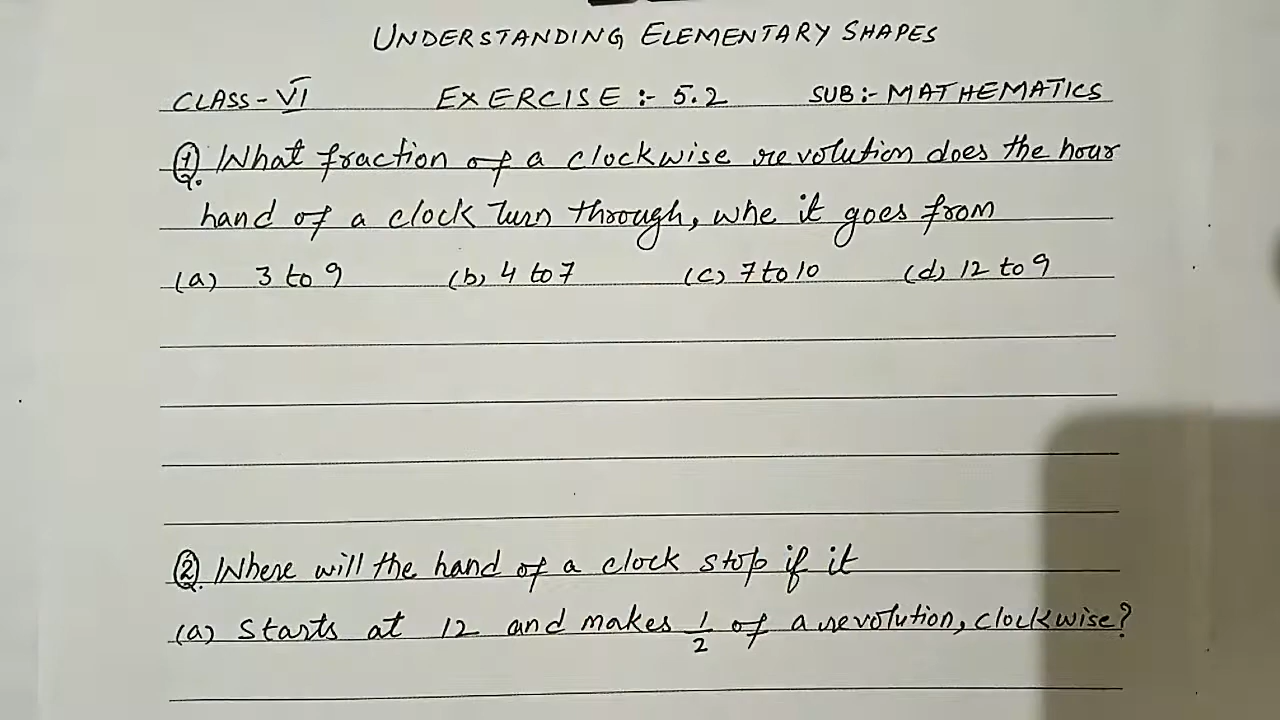 UNDERSTANDING ELEMENTARY SHAPES
CLASS - VI EXERCISE :- 5.2 SUB :- MATHEMATICS
Q.1 What fraction of a clockwise revolution does the hour
hand of a clock turn through, whe it goes from
(a) 3 to 9 (b) 4 to 7 (c) 7 to 10 (d) 12 to 9
Q.2 Where will the hand of a clock stop if it
(a) Starts at 12 and makes 1/2 of a revolution, clockwise?